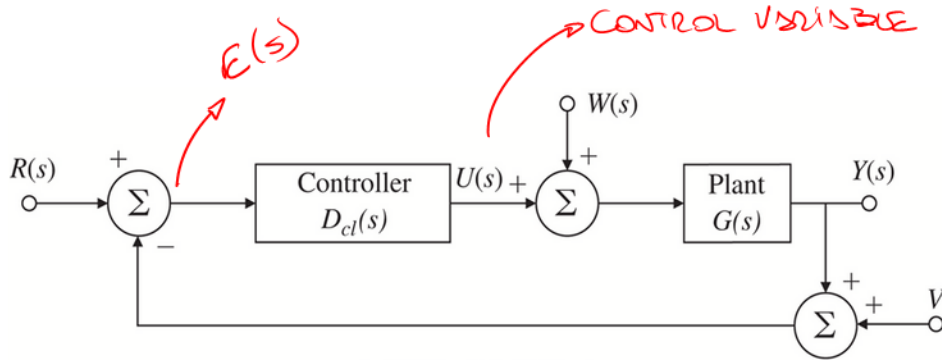 E(s)
CONTROL VARIABLE
W(s)
+
+
R(s)
Σ
−
Controller
D_cl(s)
U(s)
+
Σ
Plant
G(s)
Y(s)
+
+
Σ
V